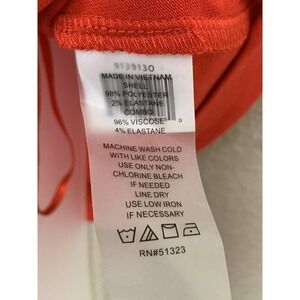 9139130
MADE IN VIETNAM
SHELL
98% POLYESTER
2% ELASTANE
COMBO
96% VISCOSE
4% ELASTANE
MACHINE WASH COLD
WITH LIKE COLORS
USE ONLY NON-
CHLORINE BLEACH
IF NEEDED
LINE DRY
USE LOW IRON
IF NECESSARY
RN#51323